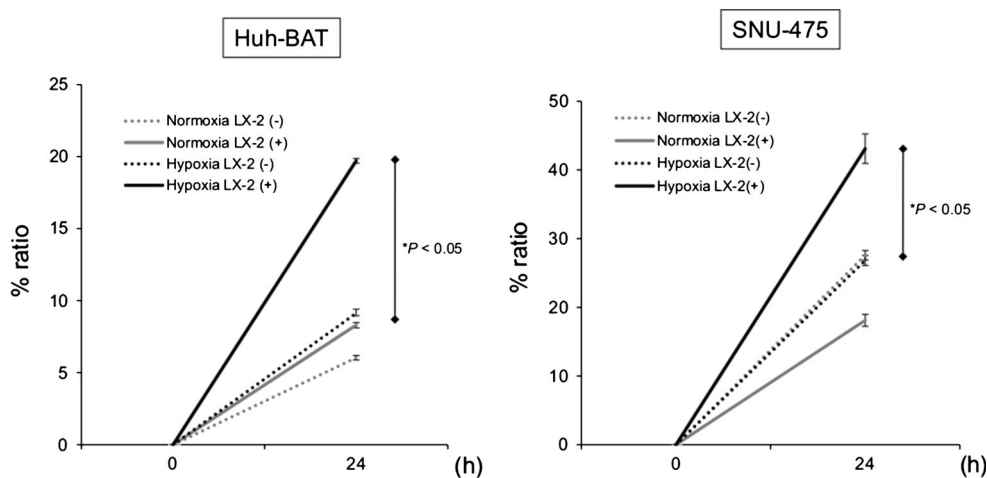 Huh-BAT
25
20
15
10
5
0
% ratio
Normoxia LX-2 (-)
Normoxia LX-2 (+)
Hypoxia LX-2 (-)
Hypoxia LX-2 (+)
*P < 0.05
0
24
(h)
SNU-475
50
40
30
20
10
0
% ratio
Normoxia LX-2(-)
Normoxia LX-2(+)
Hypoxia LX-2(-)
Hypoxia LX-2(+)
*P < 0.05
0
24
(h)